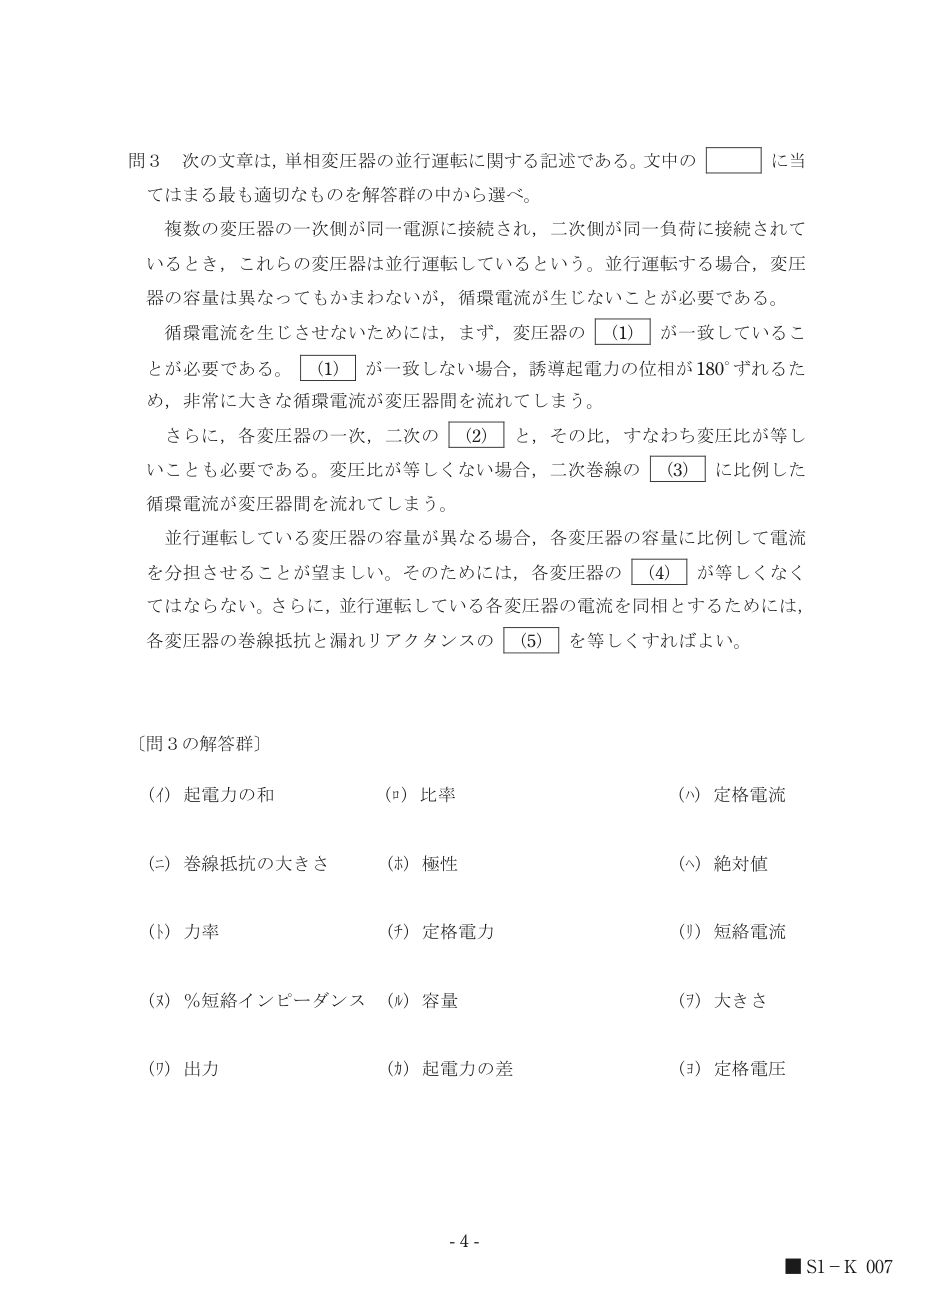 問３　次の文章は，単相変圧器の並行運転に関する記述である。文中の　　　に当
てはまる最も適切なものを解答群の中から選べ。
複数の変圧器の一次側が同一電源に接続され，二次側が同一負荷に接続されて
いるとき，これらの変圧器は並行運転しているという。並行運転する場合，変圧
器の容量は異なってもかまわないが，循環電流が生じないことが必要である。
循環電流を生じさせないためには，まず，変圧器の (1) が一致しているこ
とが必要である。 (1) が一致しない場合，誘導起電力の位相が180°ずれるた
め，非常に大きな循環電流が変圧器間を流れてしまう。
さらに，各変圧器の一次，二次の (2) と，その比，すなわち変圧比が等し
いことも必要である。変圧比が等しくない場合，二次巻線の (3) に比例した
循環電流が変圧器間を流れてしまう。
並行運転している変圧器の容量が異なる場合，各変圧器の容量に比例して電流
を分担させることが望ましい。そのためには，各変圧器の (4) が等しくなく
てはならない。さらに，並行運転している各変圧器の電流を同相とするためには，
各変圧器の巻線抵抗と漏れリアクタンスの (5) を等しくすればよい。
〔問３の解答群〕
(ｲ) 起電力の和　(ﾛ) 比率　(ﾊ) 定格電流
(ﾆ) 巻線抵抗の大きさ　(ﾎ) 極性　(ﾍ) 絶対値
(ﾄ) 力率　(ﾁ) 定格電力　(ﾘ) 短絡電流
(ﾇ) ％短絡インピーダンス　(ﾙ) 容量　(ｦ) 大きさ
(ﾜ) 出力　(ｶ) 起電力の差　(ﾖ) 定格電圧
- 4 -
■ S1－K 007